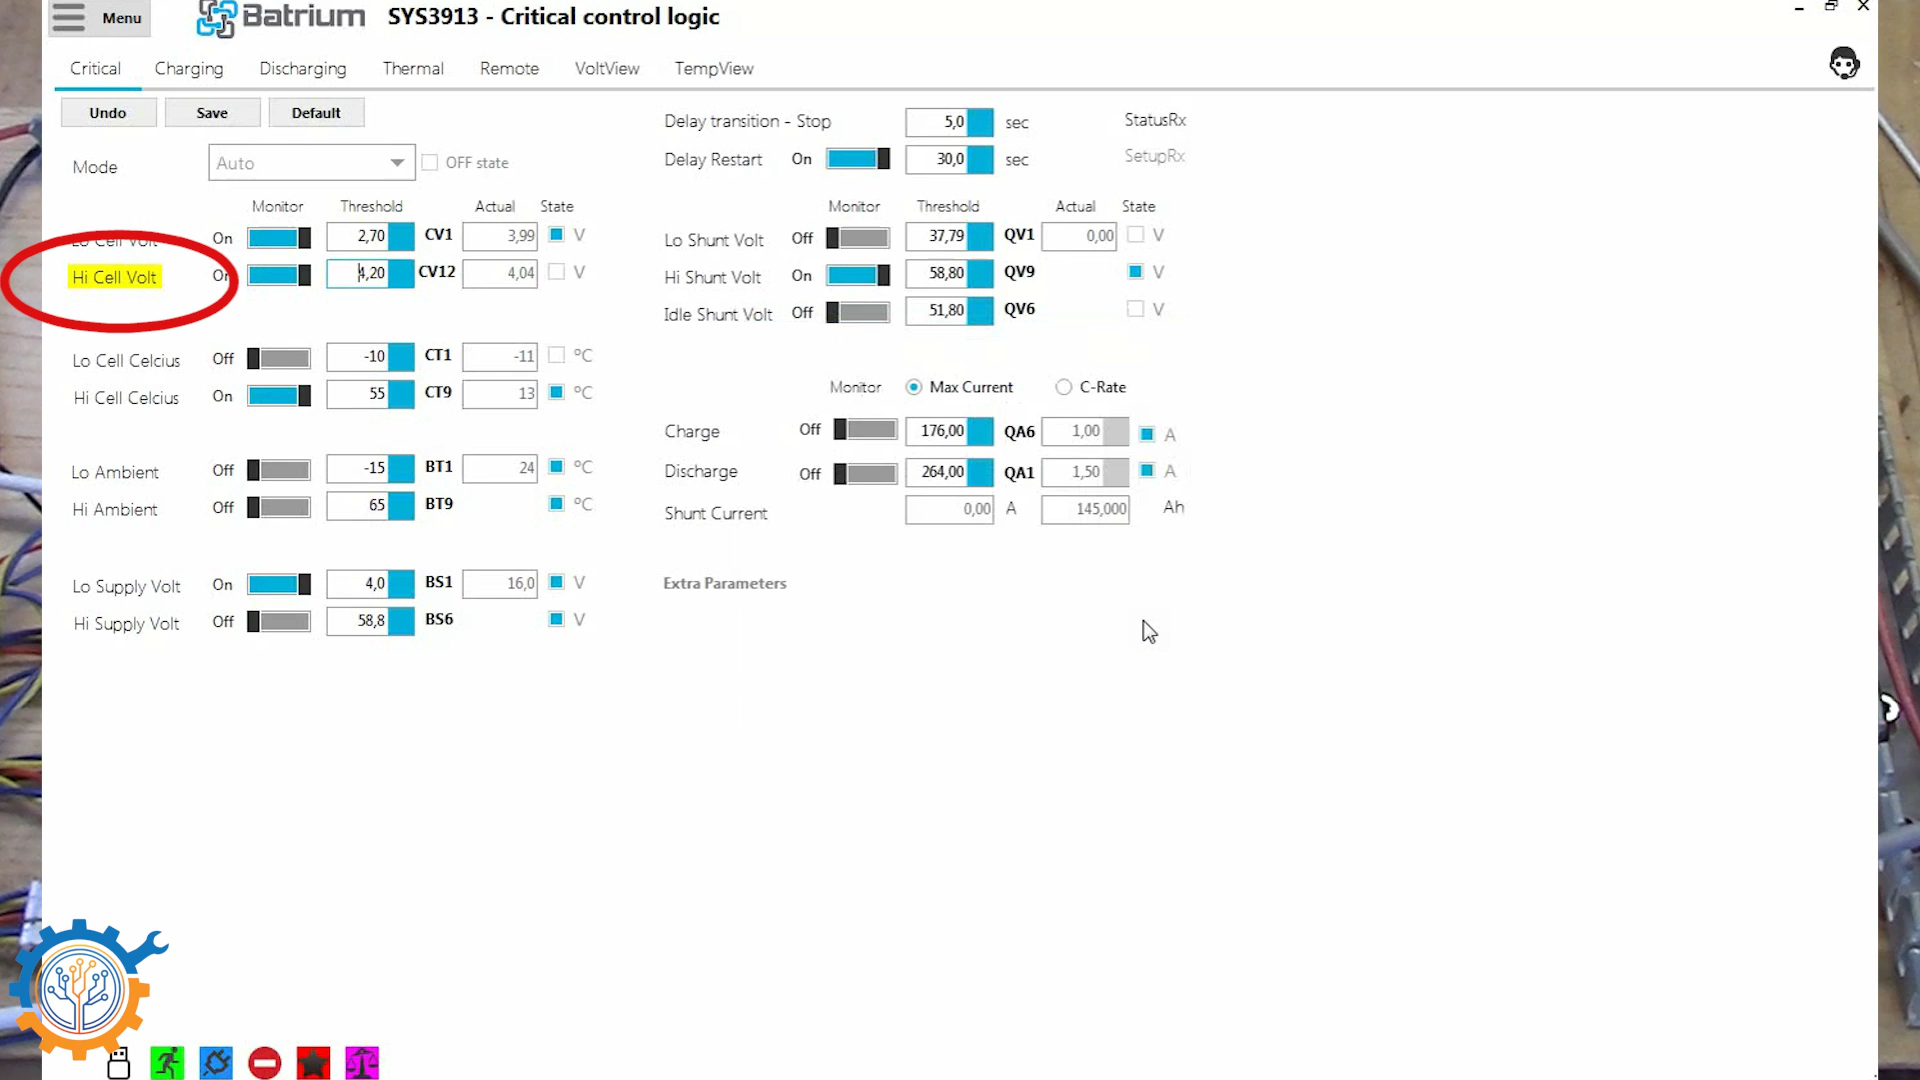 Menu
Batrium
SYS3913 - Critical control logic
Critical Charging Discharging Thermal Remote VoltView TempView
Undo Save Default
Mode Auto OFF state
Monitor Threshold Actual State
Lo Cell Volt On 2,70 CV1 3,99 V
Hi Cell Volt On 4,20 CV12 4,04 V
Lo Cell Celcius Off -10 CT1 -11 °C
Hi Cell Celcius On 55 CT9 13 °C
Lo Ambient Off -15 BT1 24 °C
Hi Ambient Off 65 BT9 °C
Lo Supply Volt On 4,0 BS1 16,0 V
Hi Supply Volt Off 58,8 BS6 V
Delay transition - Stop 5,0 sec StatusRx
Delay Restart On 30,0 sec SetupRx
Monitor Threshold Actual State
Lo Shunt Volt Off 37,79 QV1 0,00 V
Hi Shunt Volt On 58,80 QV9 V
Idle Shunt Volt Off 51,80 QV6 V
Monitor Max Current C-Rate
Charge Off 176,00 QA6 1,00 A
Discharge Off 264,00 QA1 1,50 A
Shunt Current 0,00 A 145,000 Ah
Extra Parameters